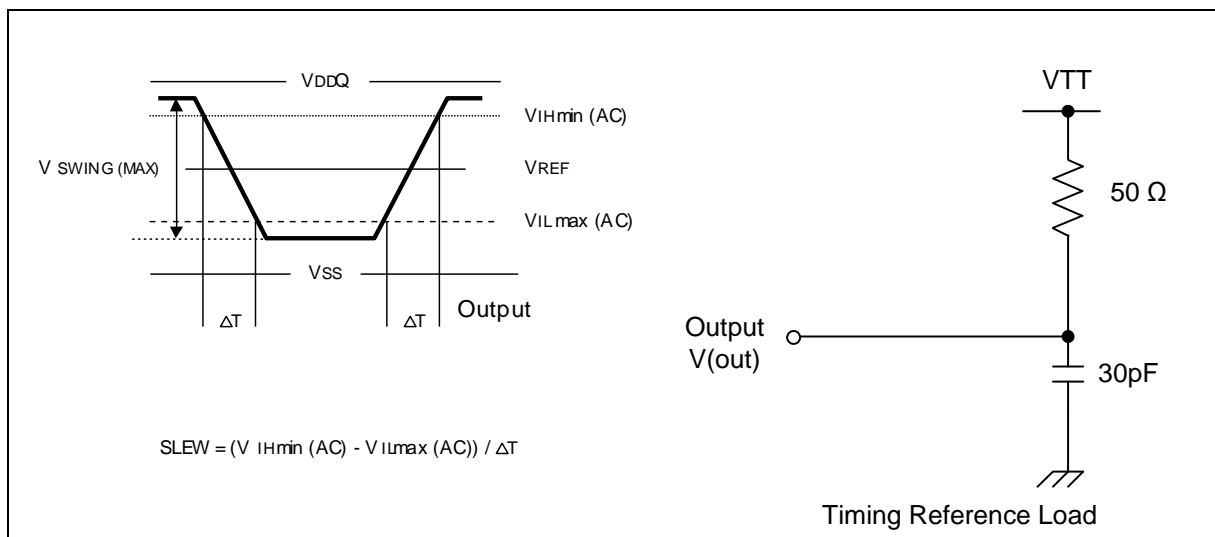 VDDQ
VIHmin (AC)
V SWING (MAX)
VREF
VILmax (AC)
VSS
Output
ΔT
ΔT
SLEW = (V IHmin (AC) - V ILmax (AC)) / ΔT
VTT
50 Ω
Output
V(out)
30pF
Timing Reference Load